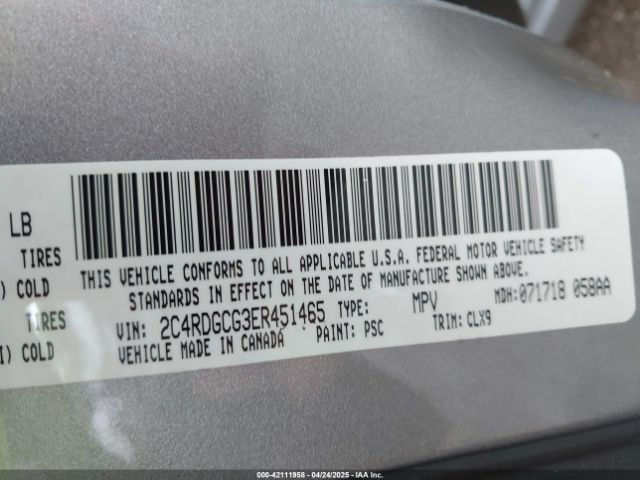 LB
TIRES
) COLD
TIRES
I) COLD
THIS VEHICLE CONFORMS TO ALL APPLICABLE U.S.A. FEDERAL MOTOR VEHICLE SAFETY
STANDARDS IN EFFECT ON THE DATE OF MANUFACTURE SHOWN ABOVE.
VIN: 2C4RDGCG3ER451465 TYPE: MPV MDH: 071718 058AA
VEHICLE MADE IN CANADA PAINT: PSC TRIM: CLX9
000-42111958 | 04/24/2025 | IAA Inc.